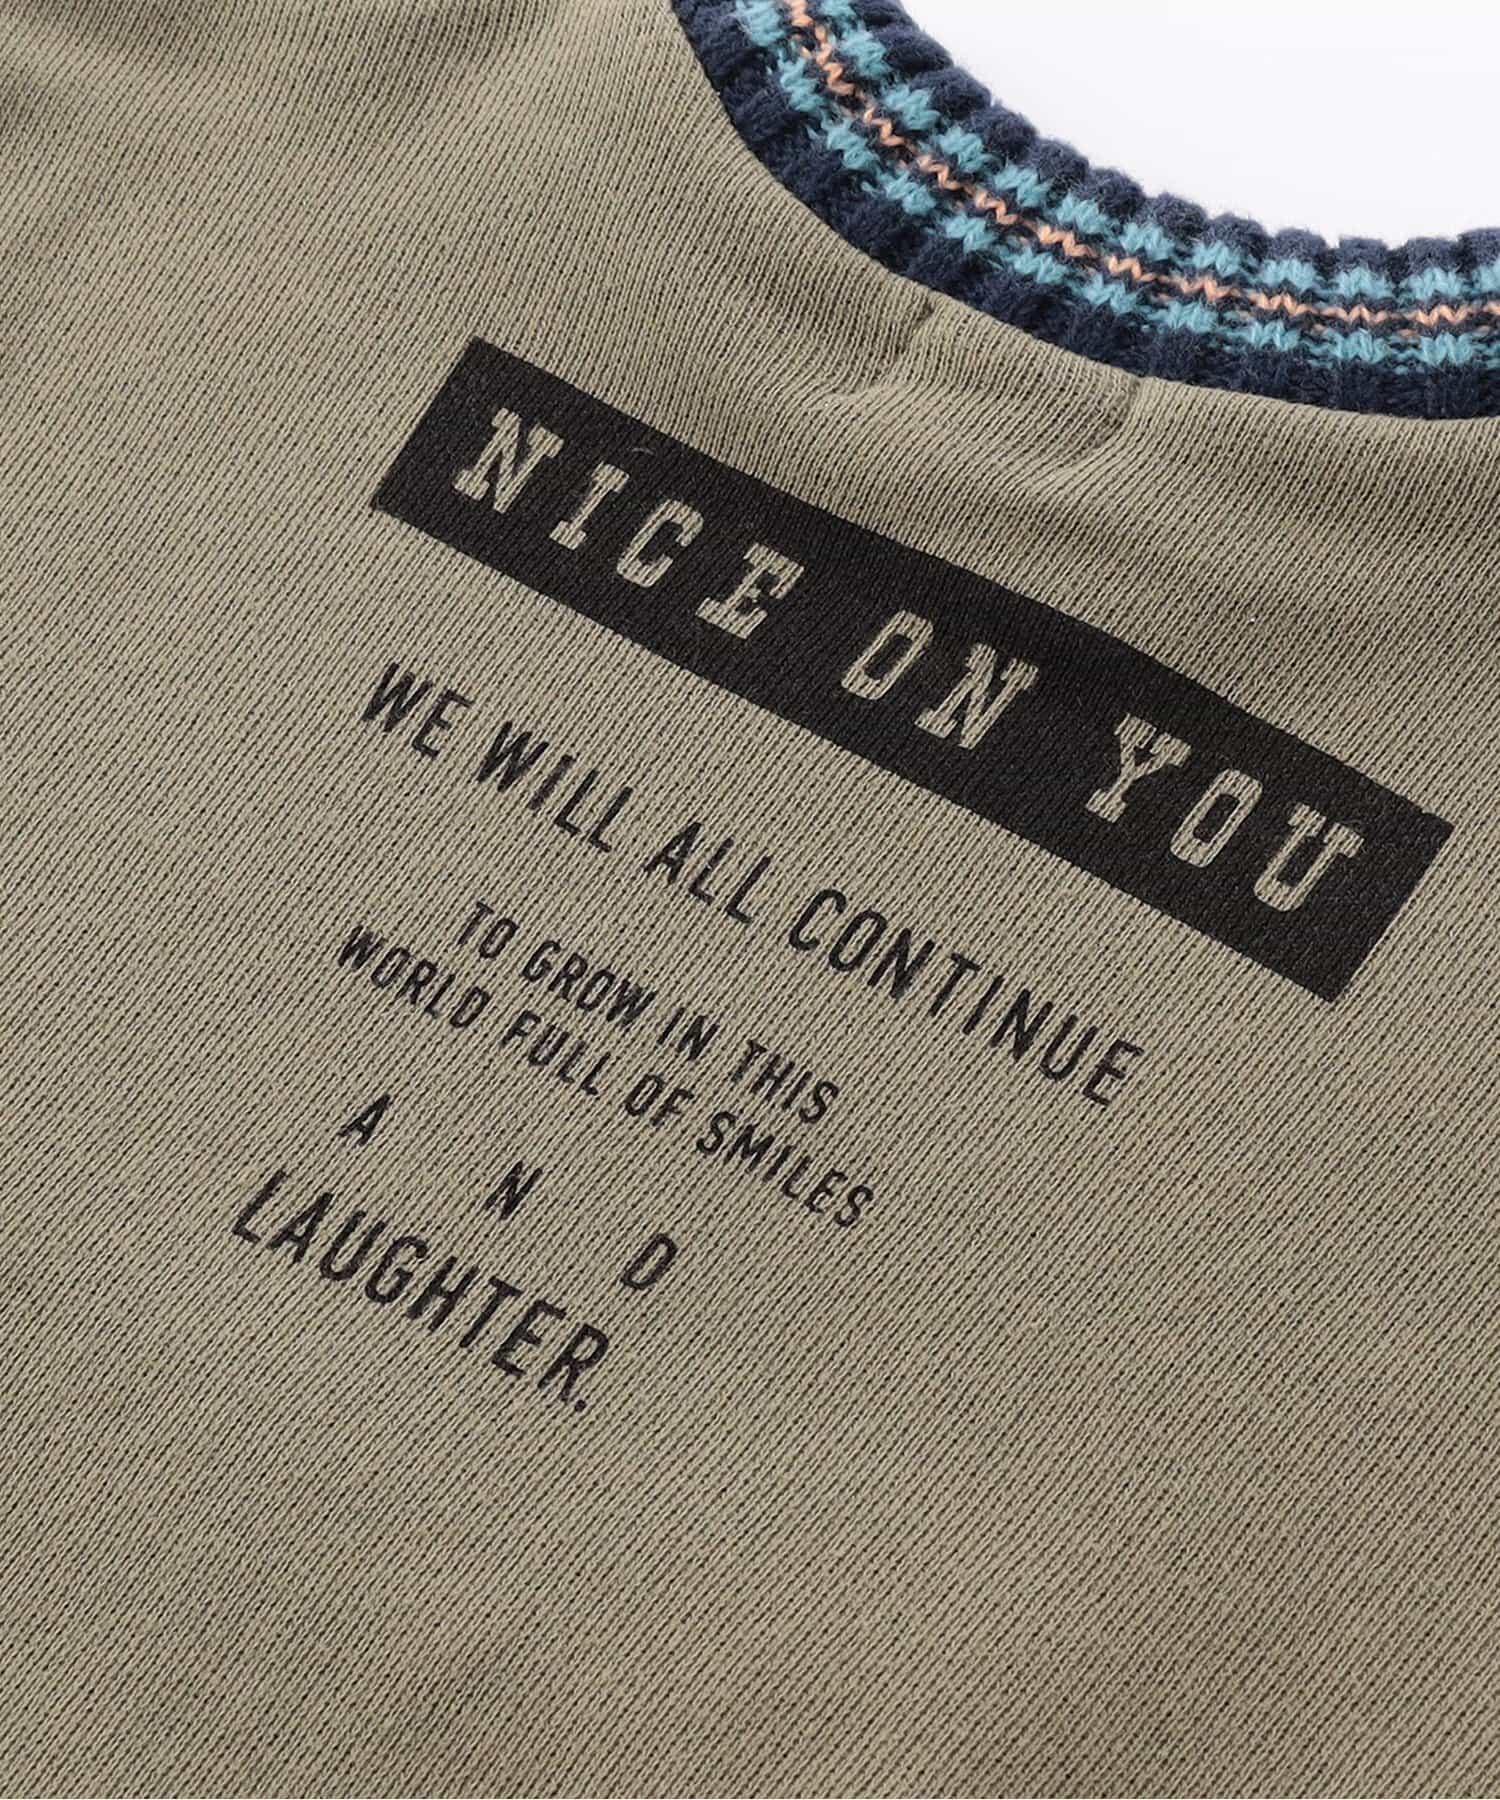 NICE ON YOU
WE WiLL ALL CONTINUE
TO GROW IN THIS
WORLD FULL OF SMILES
A N D
LAUGHTER.